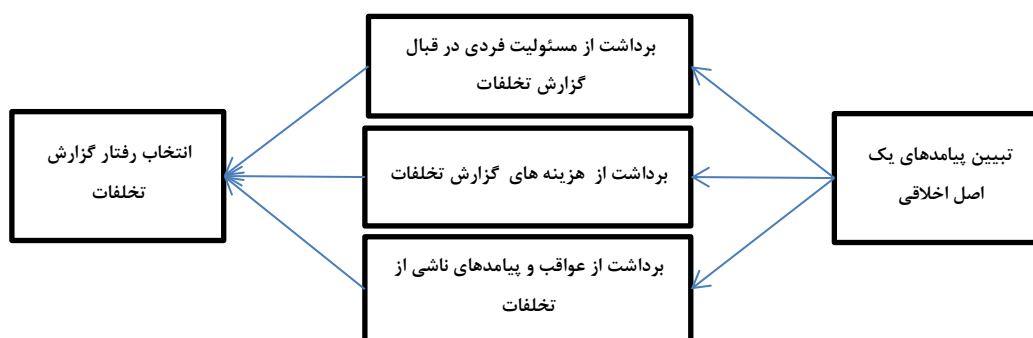 تبیین پیامدهای یک
اصل اخلاقی
برداشت از مسئولیت فردی در قبال
گزارش تخلفات
برداشت از هزینه های گزارش تخلفات
برداشت از عواقب و پیامدهای ناشی از
تخلفات
انتخاب رفتار گزارش
تخلفات